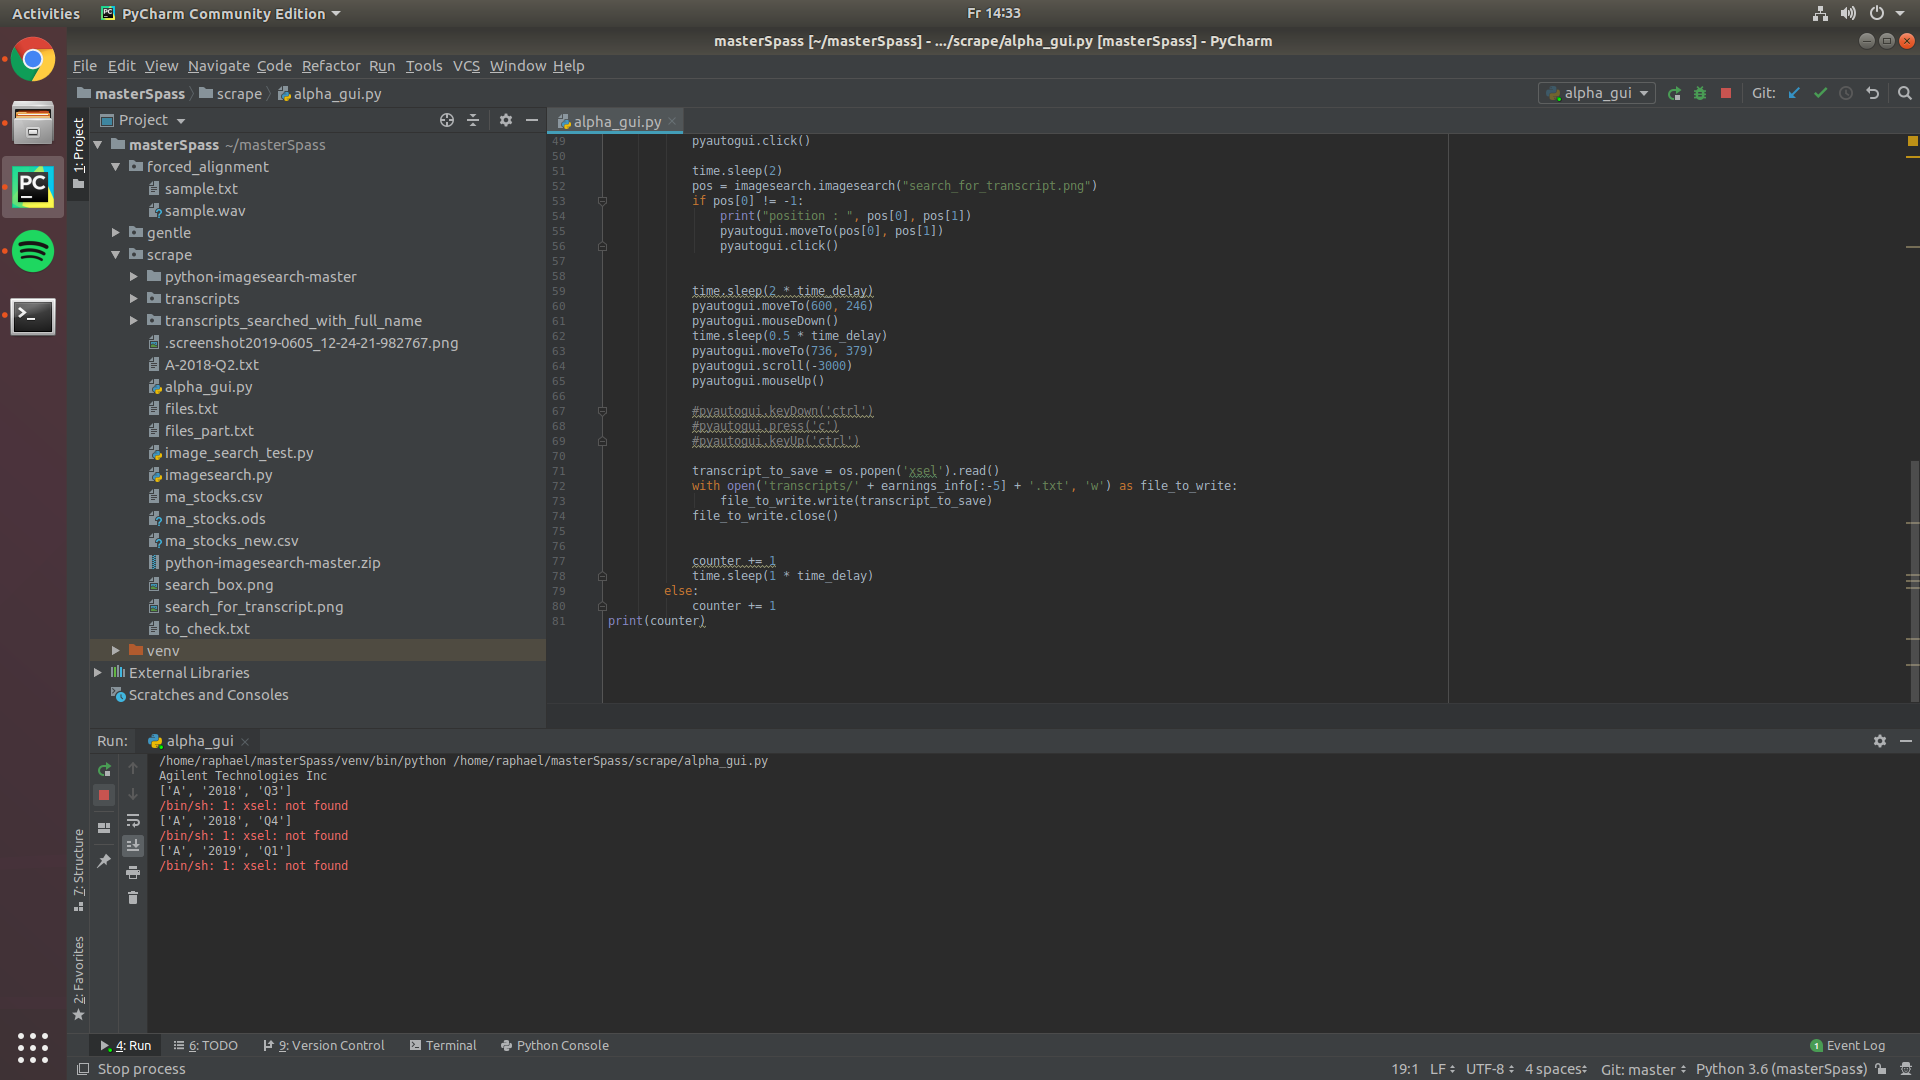 Activities
PyCharm Community Edition
Fr 14:33
masterSpass [~/masterSpass] - .../scrape/alpha_gui.py [masterSpass] - PyCharm
File Edit View Navigate Code Refactor Run Tools VCS Window Help
masterSpass scrape alpha_gui.py
alpha_gui
Git:
1: Project
Project
masterSpass ~/masterSpass
forced_alignment
sample.txt
sample.wav
gentle
scrape
python-imagesearch-master
transcripts
transcripts_searched_with_full_name
.screenshot2019-0605_12-24-21-982767.png
A-2018-Q2.txt
alpha_gui.py
files.txt
files_part.txt
image_search_test.py
imagesearch.py
ma_stocks.csv
ma_stocks.ods
ma_stocks_new.csv
python-imagesearch-master.zip
search_box.png
search_for_transcript.png
to_check.txt
venv
External Libraries
Scratches and Consoles
alpha_gui.py
49 pyautogui.click()
50
51 time.sleep(2)
52 pos = imagesearch.imagesearch("search_for_transcript.png")
53 if pos[0] != -1:
54 print("position : ", pos[0], pos[1])
55 pyautogui.moveTo(pos[0], pos[1])
56 pyautogui.click()
57
58
59 time.sleep(2 * time_delay)
60 pyautogui.moveTo(600, 246)
61 pyautogui.mouseDown()
62 time.sleep(0.5 * time_delay)
63 pyautogui.moveTo(736, 379)
64 pyautogui.scroll(-3000)
65 pyautogui.mouseUp()
66
67 #pyautogui.keyDown('ctrl')
68 #pyautogui.press('c')
69 #pyautogui.keyUp('ctrl')
70
71 transcript_to_save = os.popen('xsel').read()
72 with open('transcripts/' + earnings_info[:-5] + '.txt', 'w') as file_to_write:
73 file_to_write.write(transcript_to_save)
74 file_to_write.close()
75
76
77 counter += 1
78 time.sleep(1 * time_delay)
79 else:
80 counter += 1
81 print(counter)
Run: alpha_gui
/home/raphael/masterSpass/venv/bin/python /home/raphael/masterSpass/scrape/alpha_gui.py
Agilent Technologies Inc
['A', '2018', 'Q3']
/bin/sh: 1: xsel: not found
['A', '2018', 'Q4']
/bin/sh: 1: xsel: not found
['A', '2019', 'Q1']
/bin/sh: 1: xsel: not found
7: Structure
2: Favorites
4: Run 6: TODO 9: Version Control Terminal Python Console
1 Event Log
Stop process
19:1 LF UTF-8 4 spaces Git: master Python 3.6 (masterSpass)